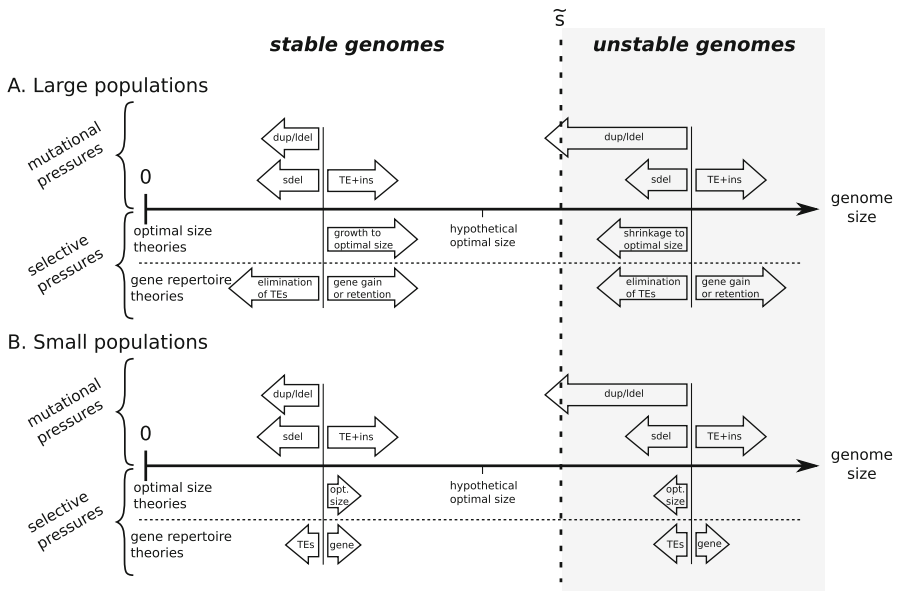 s̃
stable genomes
unstable genomes
A. Large populations
mutational
pressures
dup/ldel
dup/ldel
sdel
TE+ins
sdel
TE+ins
0
genome
size
selective
pressures
optimal size
theories
growth to
optimal size
hypothetical
optimal size
shrinkage to
optimal size
gene repertoire
theories
elimination
of TEs
gene gain
or retention
elimination
of TEs
gene gain
or retention
B. Small populations
mutational
pressures
dup/ldel
dup/ldel
sdel
TE+ins
sdel
TE+ins
0
genome
size
selective
pressures
optimal size
theories
opt.
size
hypothetical
optimal size
opt.
size
gene repertoire
theories
TEs
gene
TEs
gene